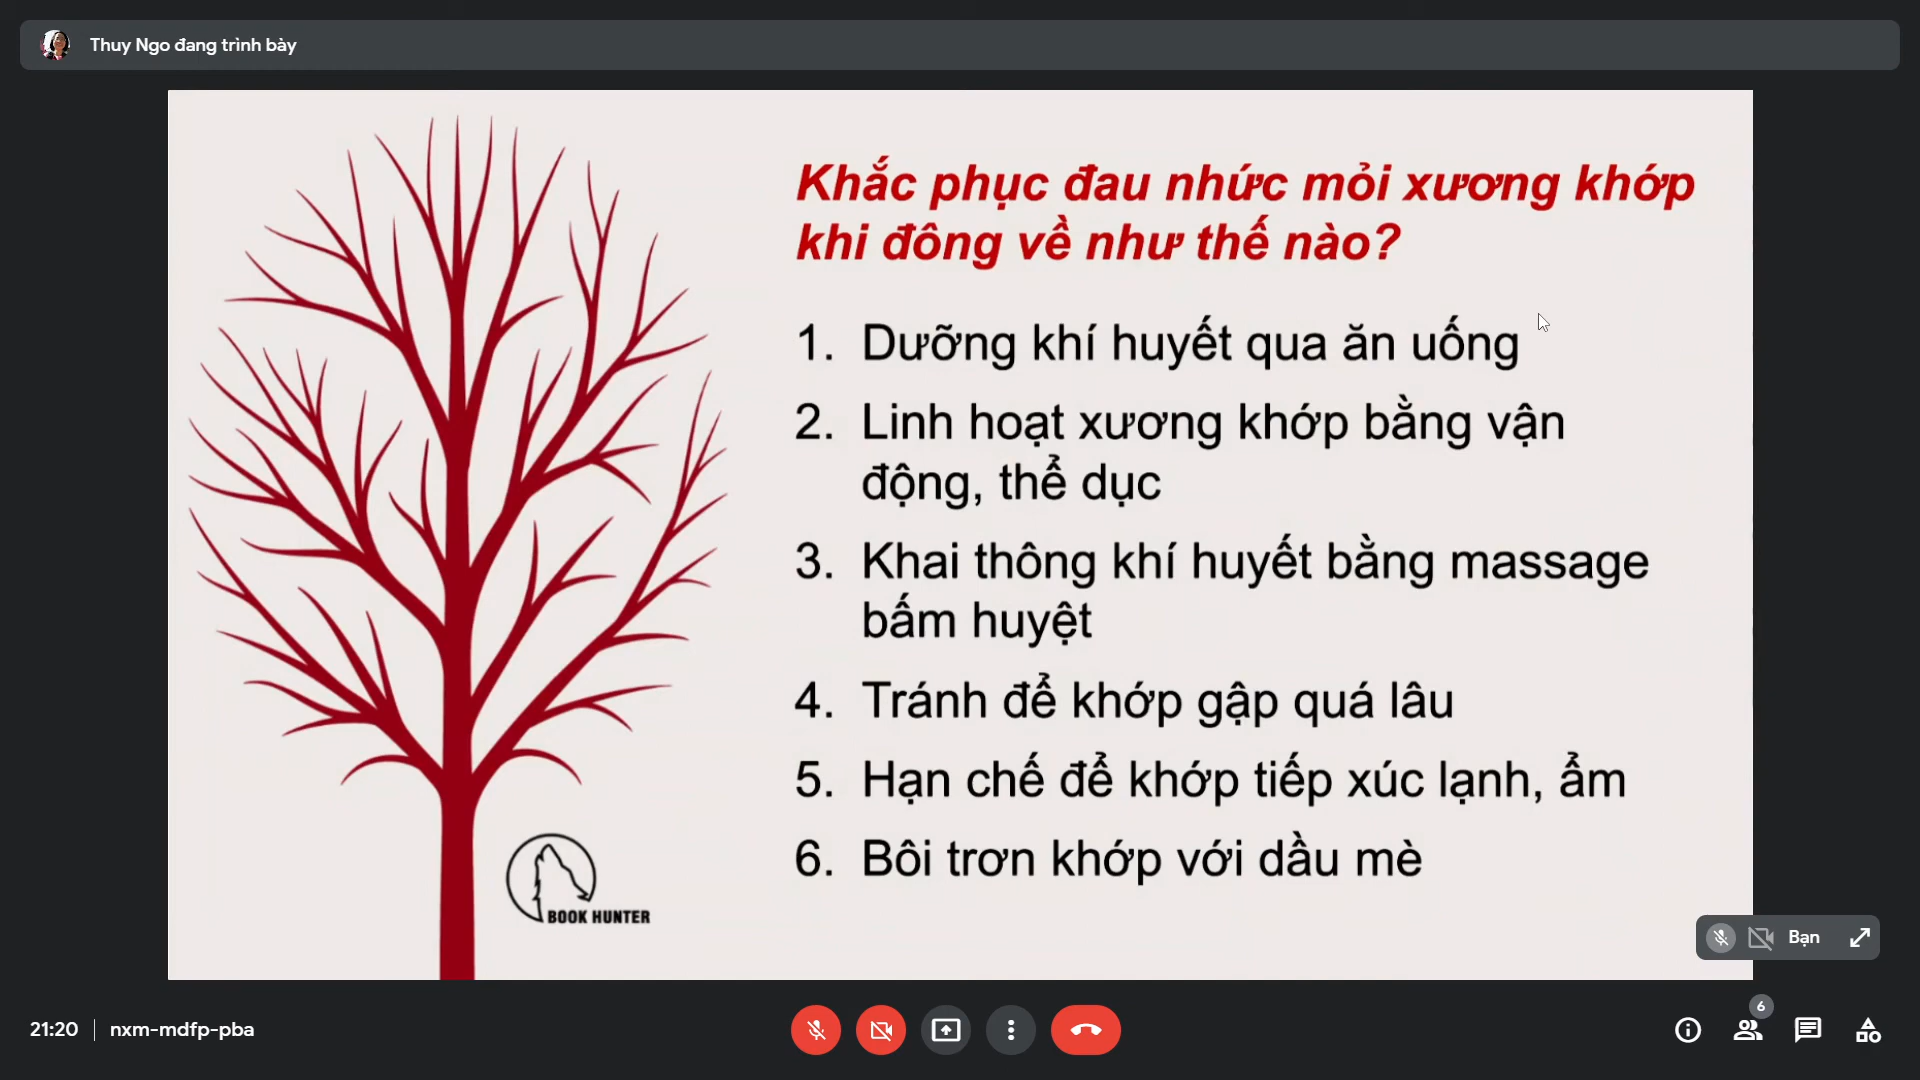 Thuy Ngo đang trình bày
Khắc phục đau nhức mỏi xương khớp
khi đông về như thế nào?
1. Dưỡng khí huyết qua ăn uống
2. Linh hoạt xương khớp bằng vận
động, thể dục
3. Khai thông khí huyết bằng massage
bấm huyệt
4. Tránh để khớp gập quá lâu
5. Hạn chế để khớp tiếp xúc lạnh, ẩm
6. Bôi trơn khớp với dầu mè
BOOK HUNTER
Bạn
21:20 | nxm-mdfp-pba
6